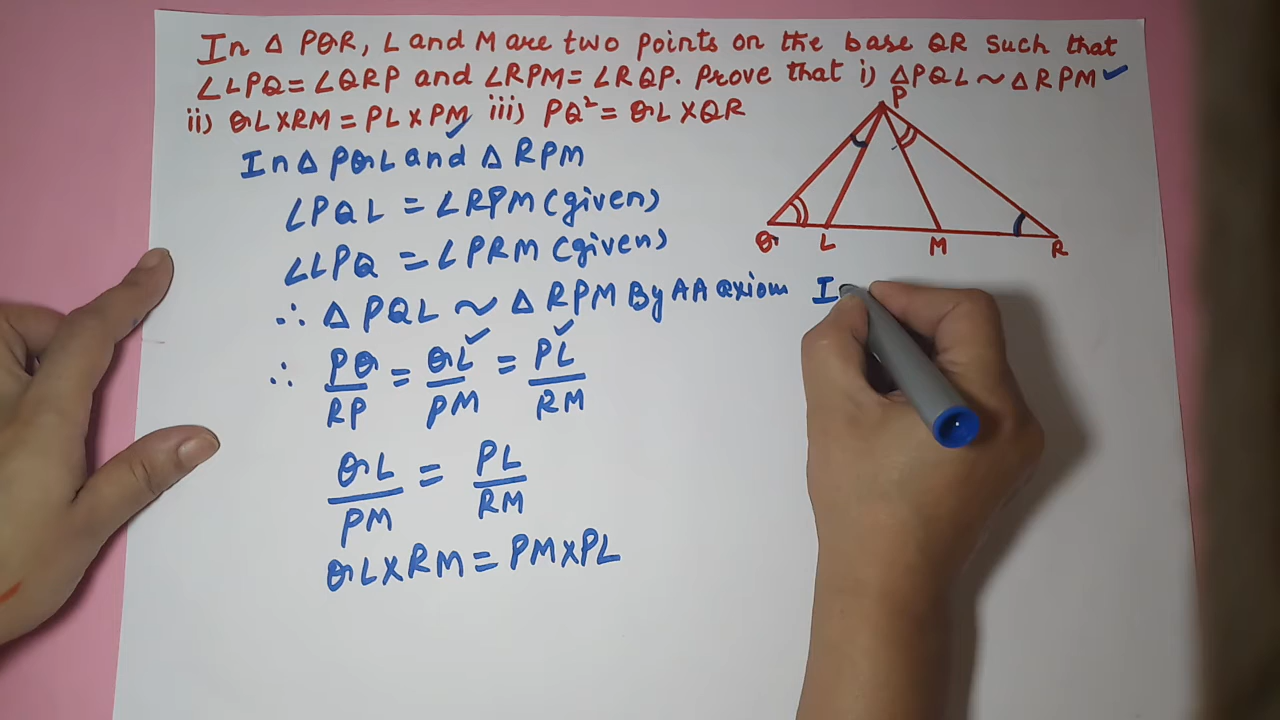 In △ PQR, L and M are two points on the base QR such that
∠LPQ = ∠QRP and ∠RPM = ∠RQP. Prove that i) △PQL ~ △RPM ✓
ii) QL X RM = PL X PM ✓ iii) PQ² = QL X QR
In △ PQL and △ RPM
∠PQL = ∠RPM (given)
∠LPQ = ∠PRM (given)
∴ △ PQL ~ △ RPM By AA axiom
∴ PQ/RP = QL/PM = PL/RM
QL/PM = PL/RM
QL X RM = PM X PL
P
Q L M R